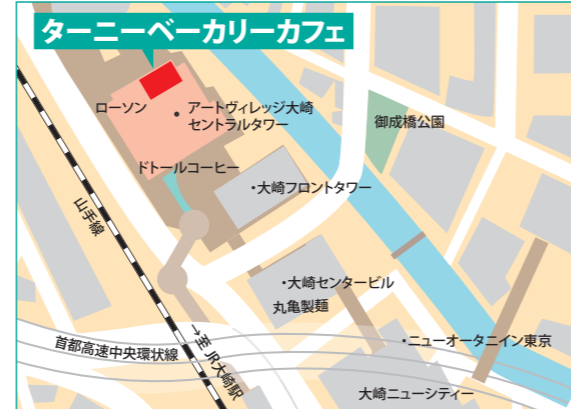 ターニーベーカリーカフェ
ローソン
・アートヴィレッジ大崎
セントラルタワー
御成橋公園
ドトールコーヒー
・大崎フロントタワー
山手線
・大崎センタービル
丸亀製麺
首都高速中央環状線
→至 JR大崎駅
・ニューオータニイン東京
大崎ニューシティー